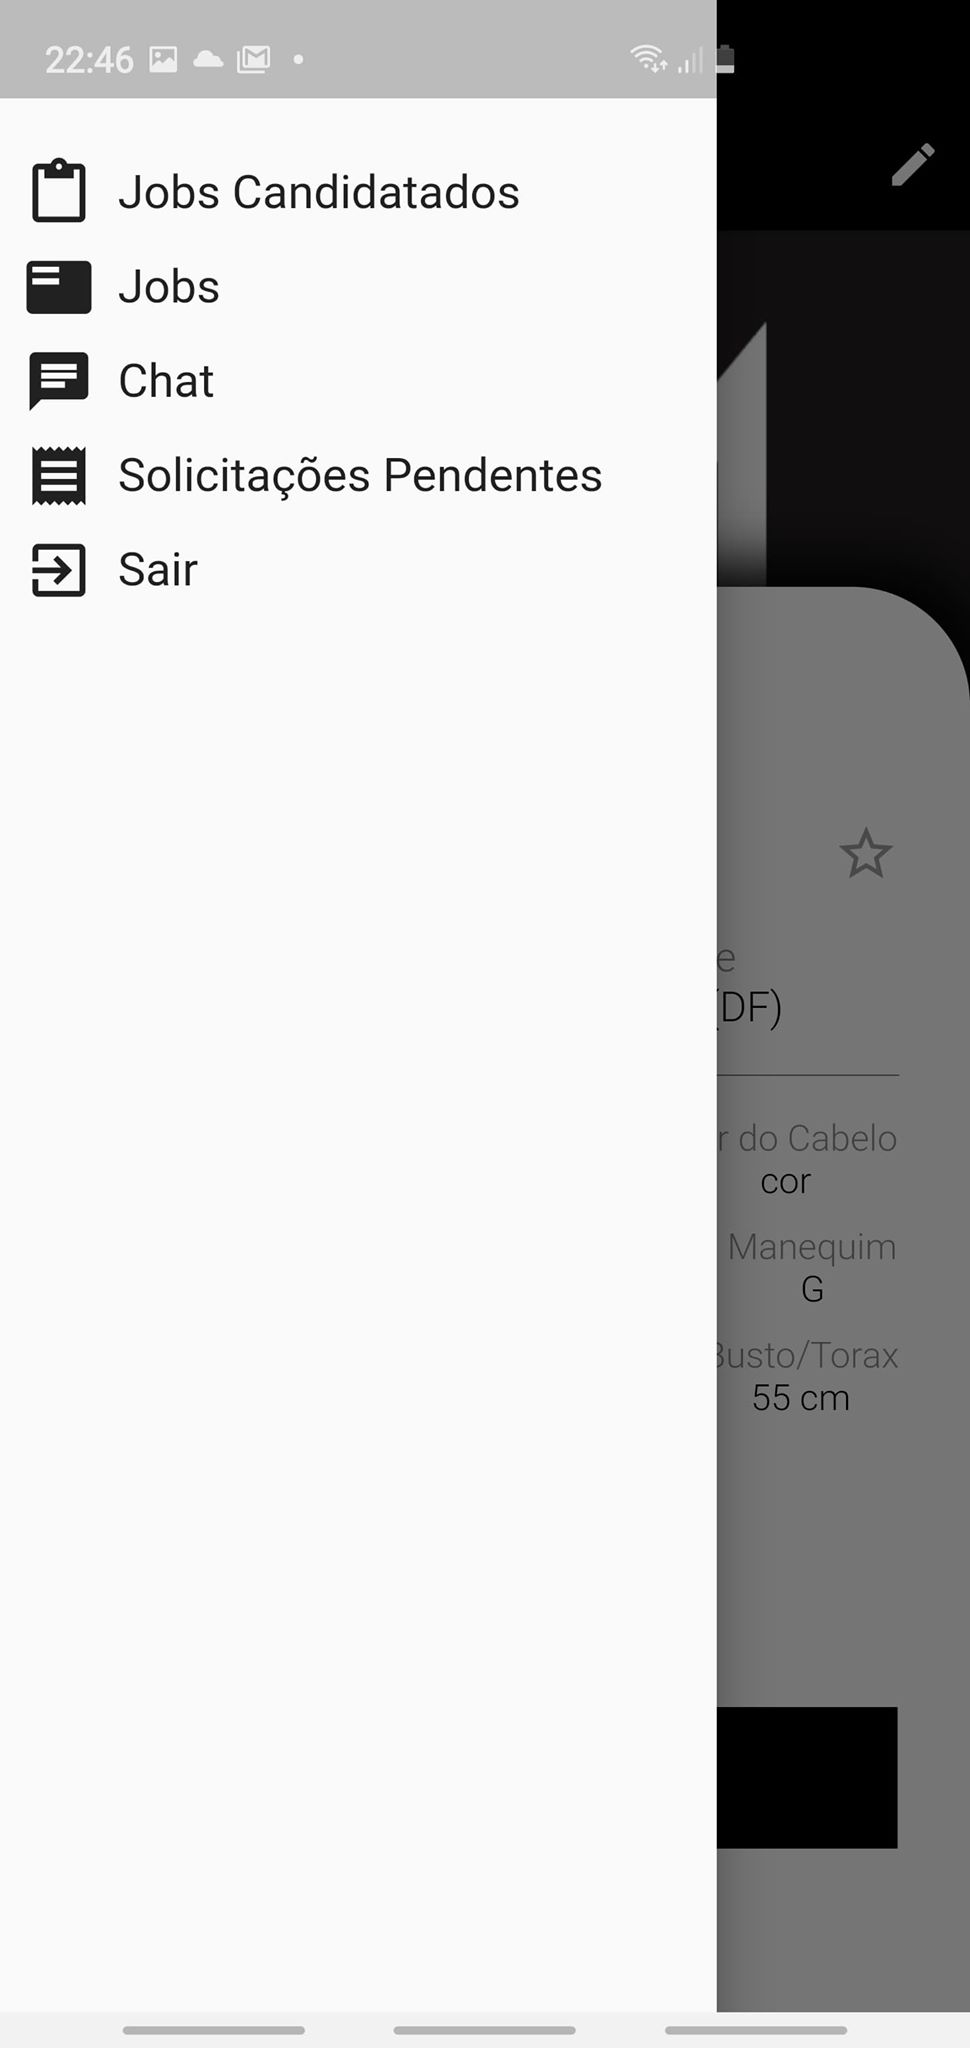 22:46
Jobs Candidatados
Jobs
Chat
Solicitações Pendentes
Sair
e
(DF)
r do Cabelo
cor
Manequim
G
Busto/Torax
55 cm